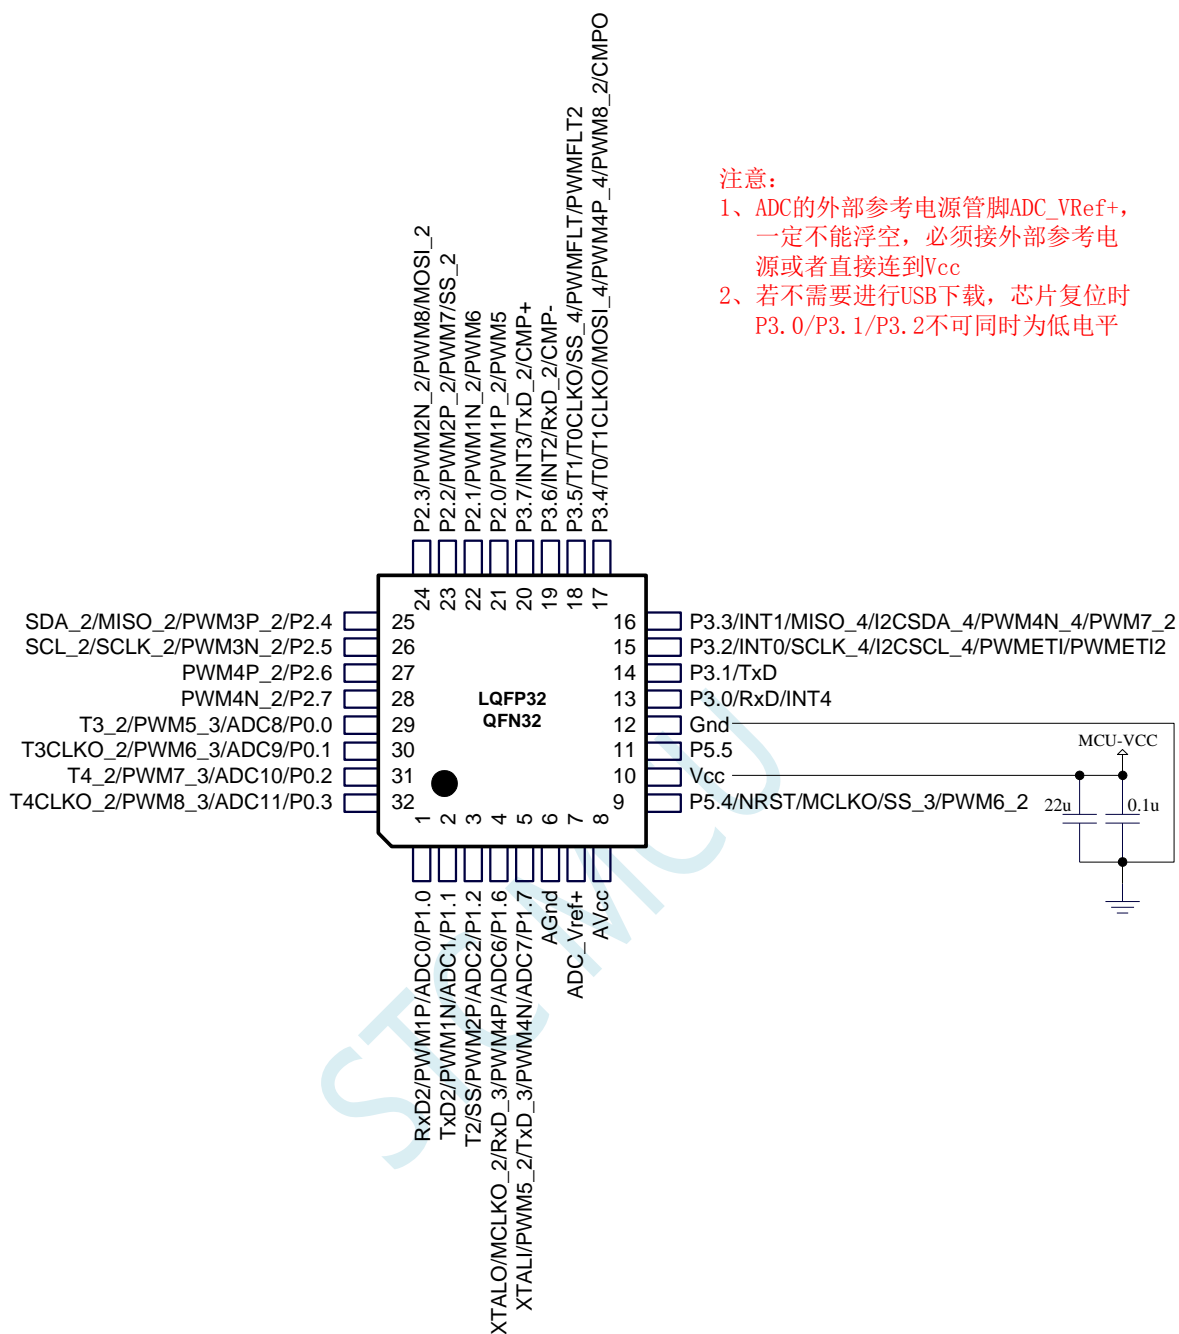 P2.3/PWM2N_2/PWM8/MOSI_2
P2.2/PWM2P_2/PWM7/SS_2
P2.1/PWM1N_2/PWM6
P2.0/PWM1P_2/PWM5
P3.7/INT3/TxD_2/CMP+
P3.6/INT2/RxD_2/CMP-
P3.5/T1/T0CLKO/SS_4/PWMFLT/PWMFLT2
P3.4/T0/T1CLKO/MOSI_4/PWM4P_4/PWM8_2/CMPO
注意：
1、ADC的外部参考电源管脚ADC_VRef+，
一定不能浮空，必须接外部参考电
源或者直接连到Vcc
2、若不需要进行USB下载，芯片复位时
P3.0/P3.1/P3.2不可同时为低电平
24 23 22 21 20 19 18 17
SDA_2/MISO_2/PWM3P_2/P2.4 25
SCL_2/SCLK_2/PWM3N_2/P2.5 26
PWM4P_2/P2.6 27
PWM4N_2/P2.7 28
T3_2/PWM5_3/ADC8/P0.0 29
T3CLKO_2/PWM6_3/ADC9/P0.1 30
T4_2/PWM7_3/ADC10/P0.2 31
T4CLKO_2/PWM8_3/ADC11/P0.3 32
LQFP32
QFN32
16 P3.3/INT1/MISO_4/I2CSDA_4/PWM4N_4/PWM7_2
15 P3.2/INT0/SCLK_4/I2CSCL_4/PWMETI/PWMETI2
14 P3.1/TxD
13 P3.0/RxD/INT4
12 Gnd
11 P5.5
10 Vcc
9 P5.4/NRST/MCLKO/SS_3/PWM6_2
MCU-VCC
22u 0.1u
1 2 3 4 5 6 7 8
RxD2/PWM1P/ADC0/P1.0
TxD2/PWM1N/ADC1/P1.1
T2/SS/PWM2P/ADC2/P1.2
XTALO/MCLKO_2/RxD_3/PWM4P/ADC6/P1.6
XTALI/PWM5_2/TxD_3/PWM4N/ADC7/P1.7
AGnd
ADC_Vref+
AVcc
STC MCU